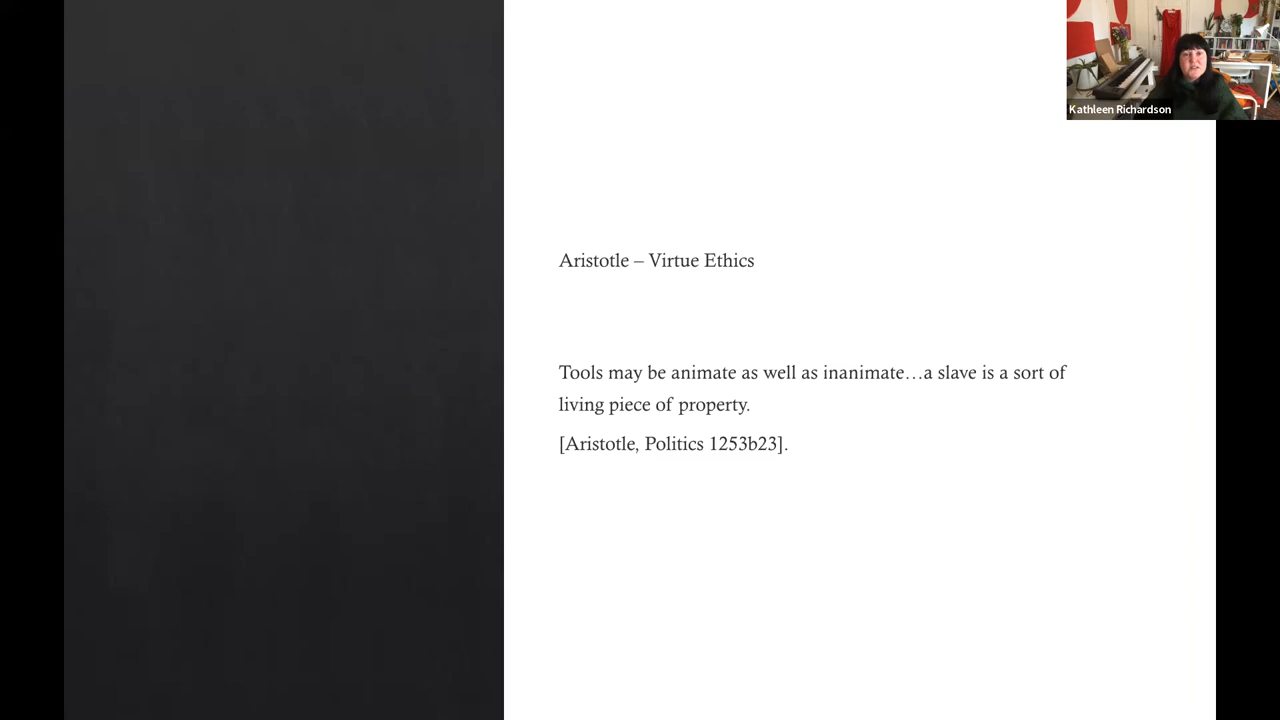 Kathleen Richardson
Aristotle – Virtue Ethics
Tools may be animate as well as inanimate…a slave is a sort of
living piece of property.
[Aristotle, Politics 1253b23].